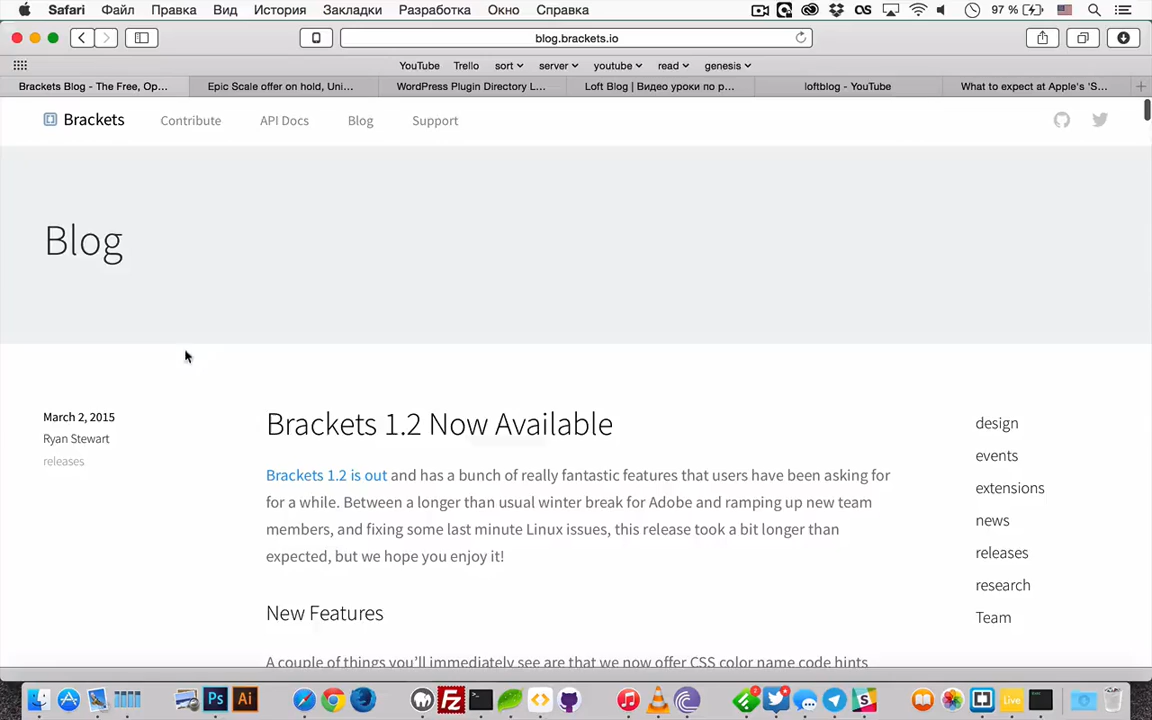 Safari Файл Правка Вид История Закладки Разработка Окно Справка 97 %
blog.brackets.io
YouTube Trello sort server youtube read genesis
Brackets Blog - The Free, Op... Epic Scale offer on hold, Uni... WordPress Plugin Directory L... Loft Blog | Видео уроки по р... loftblog - YouTube What to expect at Apple's 'S...
Brackets Contribute API Docs Blog Support
Blog
March 2, 2015
Ryan Stewart
releases
Brackets 1.2 Now Available
Brackets 1.2 is out and has a bunch of really fantastic features that users have been asking for
for a while. Between a longer than usual winter break for Adobe and ramping up new team
members, and fixing some last minute Linux issues, this release took a bit longer than
expected, but we hope you enjoy it!
New Features
A couple of things you'll immediately see are that we now offer CSS color name code hints
design
events
extensions
news
releases
research
Team
Ps Ai Fz Live